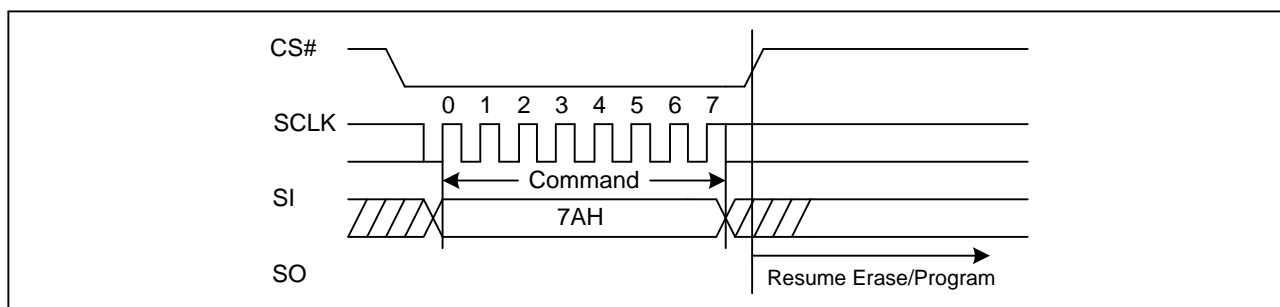 CS#
0 1 2 3 4 5 6 7
SCLK
Command
SI
7AH
SO
Resume Erase/Program